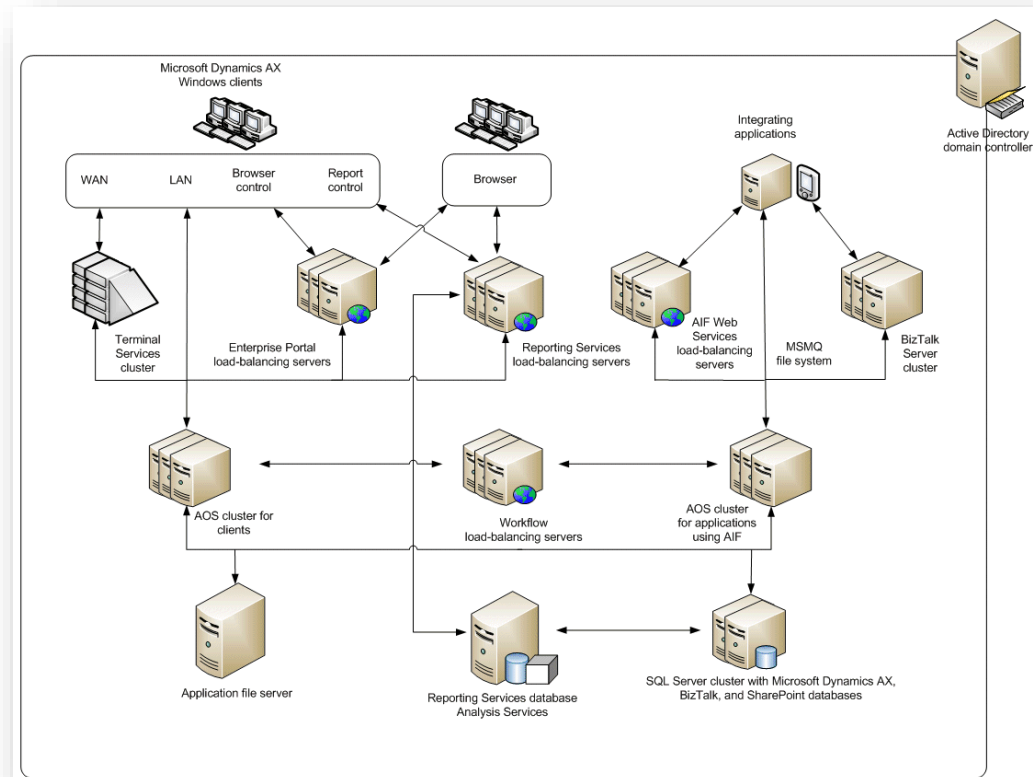 Microsoft Dynamics AX
Windows clients
Integrating
applications
Active Directory
domain controller
WAN
LAN
Browser
control
Report
control
Browser
Terminal
Services
cluster
Enterprise Portal
load-balancing servers
Reporting Services
load-balancing servers
AIF Web
Services
load-balancing
servers
MSMQ
file system
BizTalk
Server
cluster
AOS cluster for
clients
Workflow
load-balancing servers
AOS cluster
for applications
using AIF
Application file server
Reporting Services database
Analysis Services
SQL Server cluster with Microsoft Dynamics AX,
BizTalk, and SharePoint databases